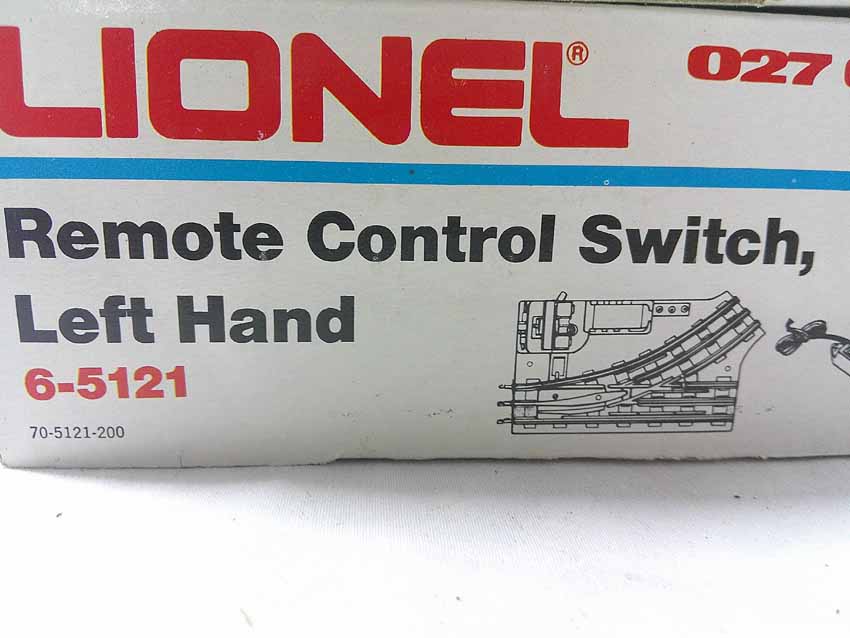 LIONEL® 027
Remote Control Switch,
Left Hand
6-5121
70-5121-200